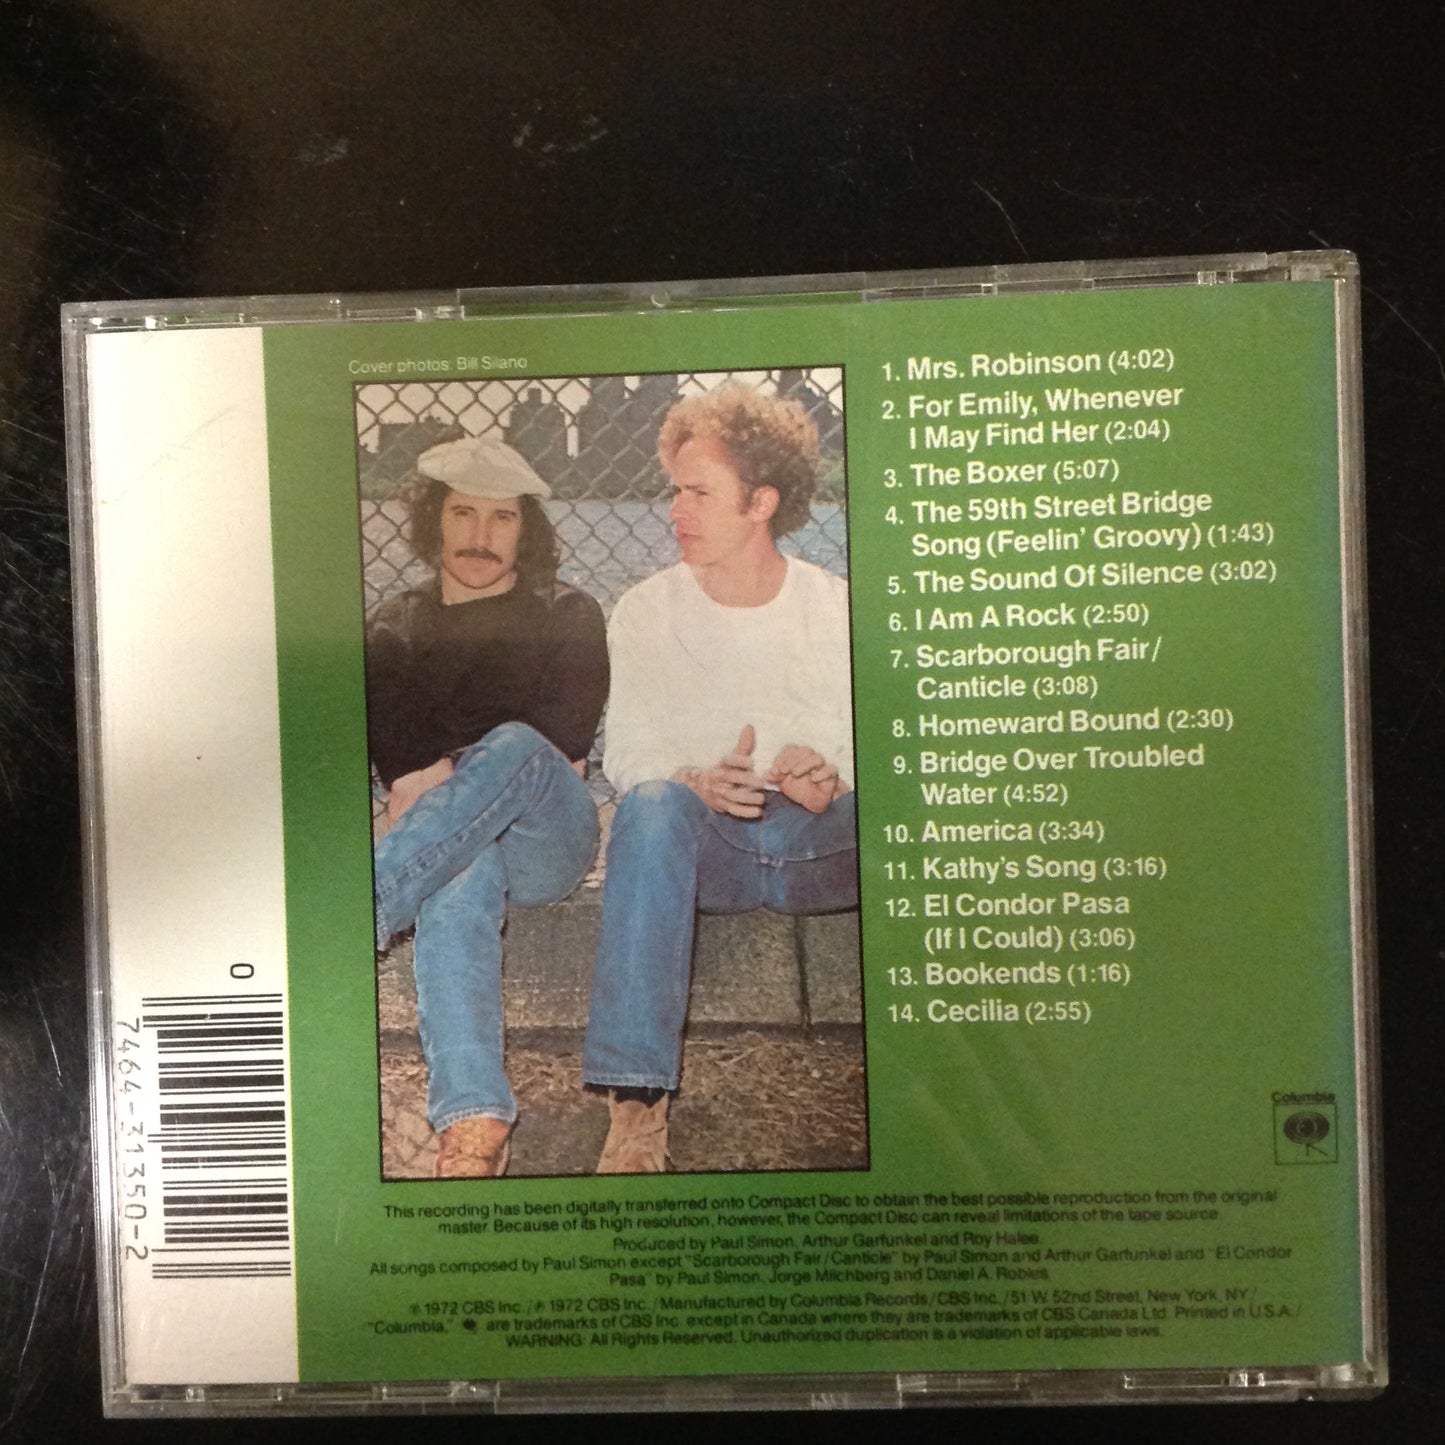 Cover photos: Bill Silano
1. Mrs. Robinson (4:02)
2. For Emily, Whenever
I May Find Her (2:04)
3. The Boxer (5:07)
4. The 59th Street Bridge
Song (Feelin' Groovy) (1:43)
5. The Sound Of Silence (3:02)
6. I Am A Rock (2:50)
7. Scarborough Fair/
Canticle (3:08)
8. Homeward Bound (2:30)
9. Bridge Over Troubled
Water (4:52)
10. America (3:34)
11. Kathy's Song (3:16)
12. El Condor Pasa
(If I Could) (3:06)
13. Bookends (1:16)
14. Cecilia (2:55)
Columbia
This recording has been digitally transferred onto Compact Disc to obtain the best possible reproduction from the original
master. Because of its high resolution, however, the Compact Disc can reveal limitations of the tape source.
Produced by Paul Simon, Arthur Garfunkel and Roy Halee
All songs composed by Paul Simon except "Scarborough Fair/Canticle" by Paul Simon and Arthur Garfunkel and "El Condor
Pasa" by Paul Simon, Jorge Milchberg and Daniel A. Robles
℗ 1972 CBS Inc./℗ 1972 CBS Inc./Manufactured by Columbia Records/CBS Inc./51 W. 52nd Street, New York, NY/
"Columbia," are trademarks of CBS Inc. except in Canada where they are trademarks of CBS Canada Ltd. Printed in U.S.A./
WARNING: All Rights Reserved. Unauthorized duplication is a violation of applicable laws.
0
7464-31350-2